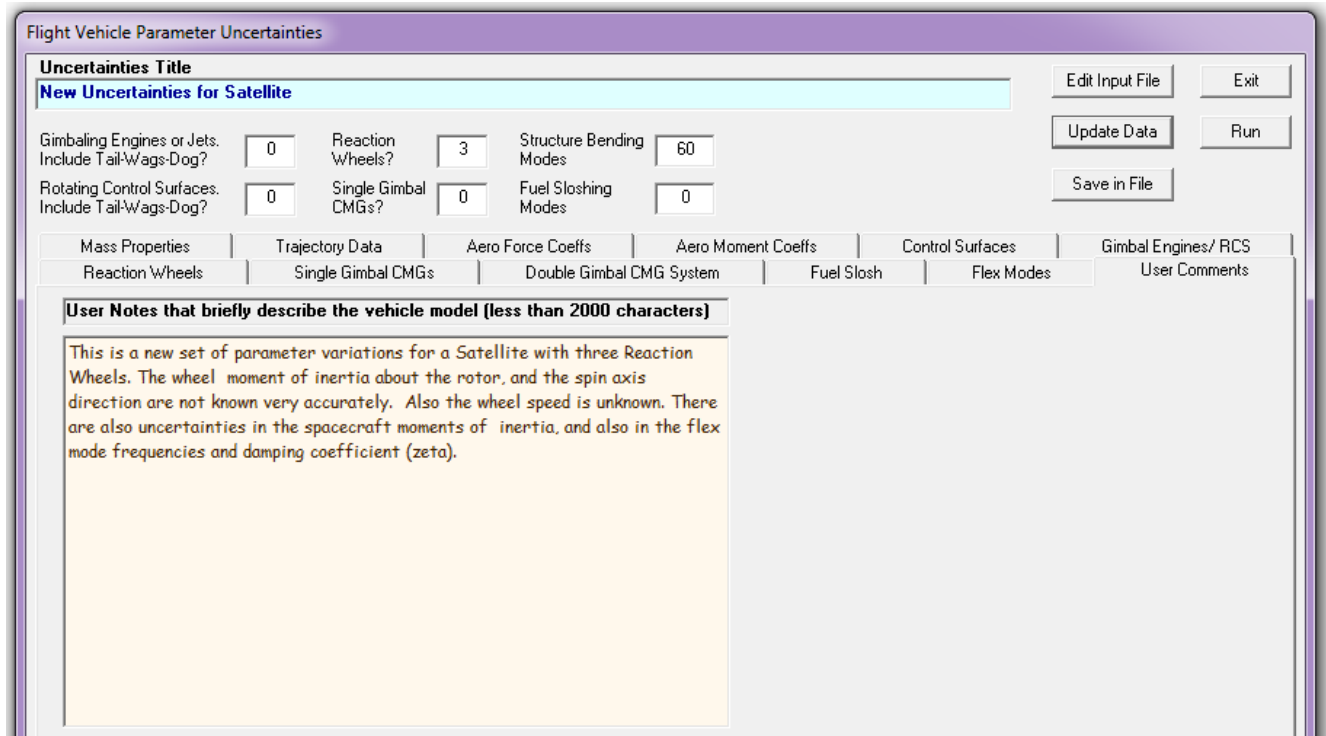 Flight Vehicle Parameter Uncertainties
Uncertainties Title
New Uncertainties for Satellite
Edit Input File
Exit
Gimbaling Engines or Jets.
Include Tail-Wags-Dog?
0
Reaction
Wheels?
3
Structure Bending
Modes
60
Update Data
Run
Rotating Control Surfaces.
Include Tail-Wags-Dog?
0
Single Gimbal
CMGs?
0
Fuel Sloshing
Modes
0
Save in File
Mass Properties
Trajectory Data
Aero Force Coeffs
Aero Moment Coeffs
Control Surfaces
Gimbal Engines/ RCS
Reaction Wheels
Single Gimbal CMGs
Double Gimbal CMG System
Fuel Slosh
Flex Modes
User Comments
User Notes that briefly describe the vehicle model (less than 2000 characters)
This is a new set of parameter variations for a Satellite with three Reaction
Wheels. The wheel moment of inertia about the rotor, and the spin axis
direction are not known very accurately. Also the wheel speed is unknown. There
are also uncertainties in the spacecraft moments of inertia, and also in the flex
mode frequencies and damping coefficient (zeta).